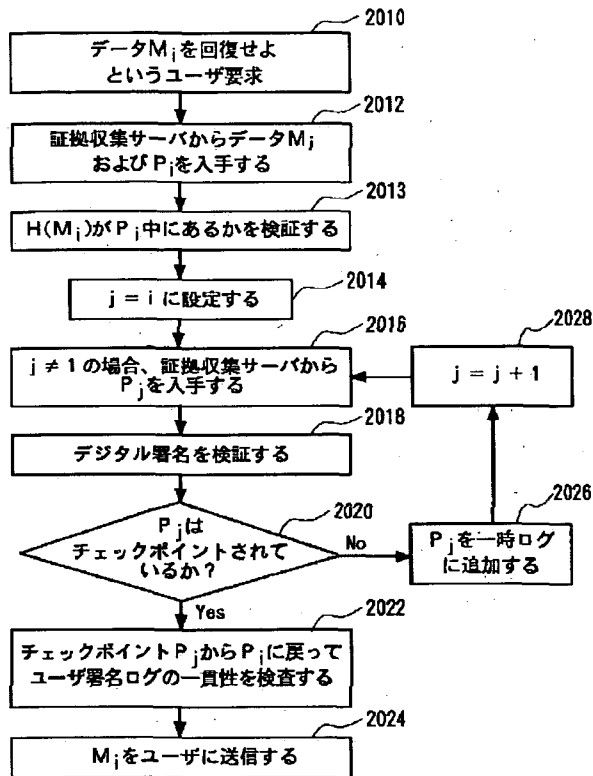 2010
データMiを回復せよ
というユーザ要求
2012
証拠収集サーバからデータMj
およびPiを入手する
2013
H(Mi)がPi中にあるかを検証する
2014
j = i に設定する
2016
j ≠ 1 の場合、証拠収集サーバから
Pjを入手する
2018
デジタル署名を検証する
2020
Pjは
チェックポイントされて
いるか？
No
Yes
2022
チェックポイントPjからPiに戻って
ユーザ署名ログの一貫性を検査する
2024
Miをユーザに送信する
2026
Pjを一時ログ
に追加する
2028
j = j + 1